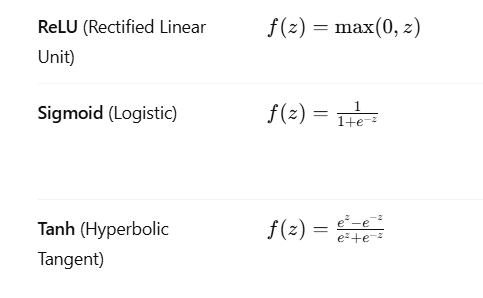 ReLU (Rectified Linear f(z) = max(0, z)
Unit)
Sigmoid (Logistic) f(z) = 1/(1+e^{-z})
Tanh (Hyperbolic f(z) = (e^z−e^{-z})/(e^z+e^{-z})
Tangent)